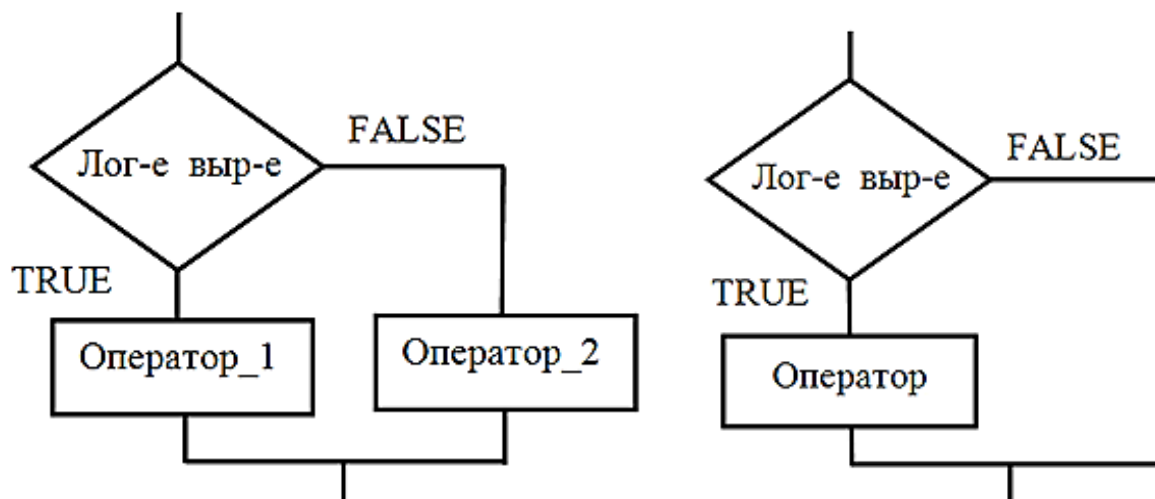 FALSE
Лог-е выр-е
TRUE
Оператор_1
Оператор_2
FALSE
Лог-е выр-е
TRUE
Оператор